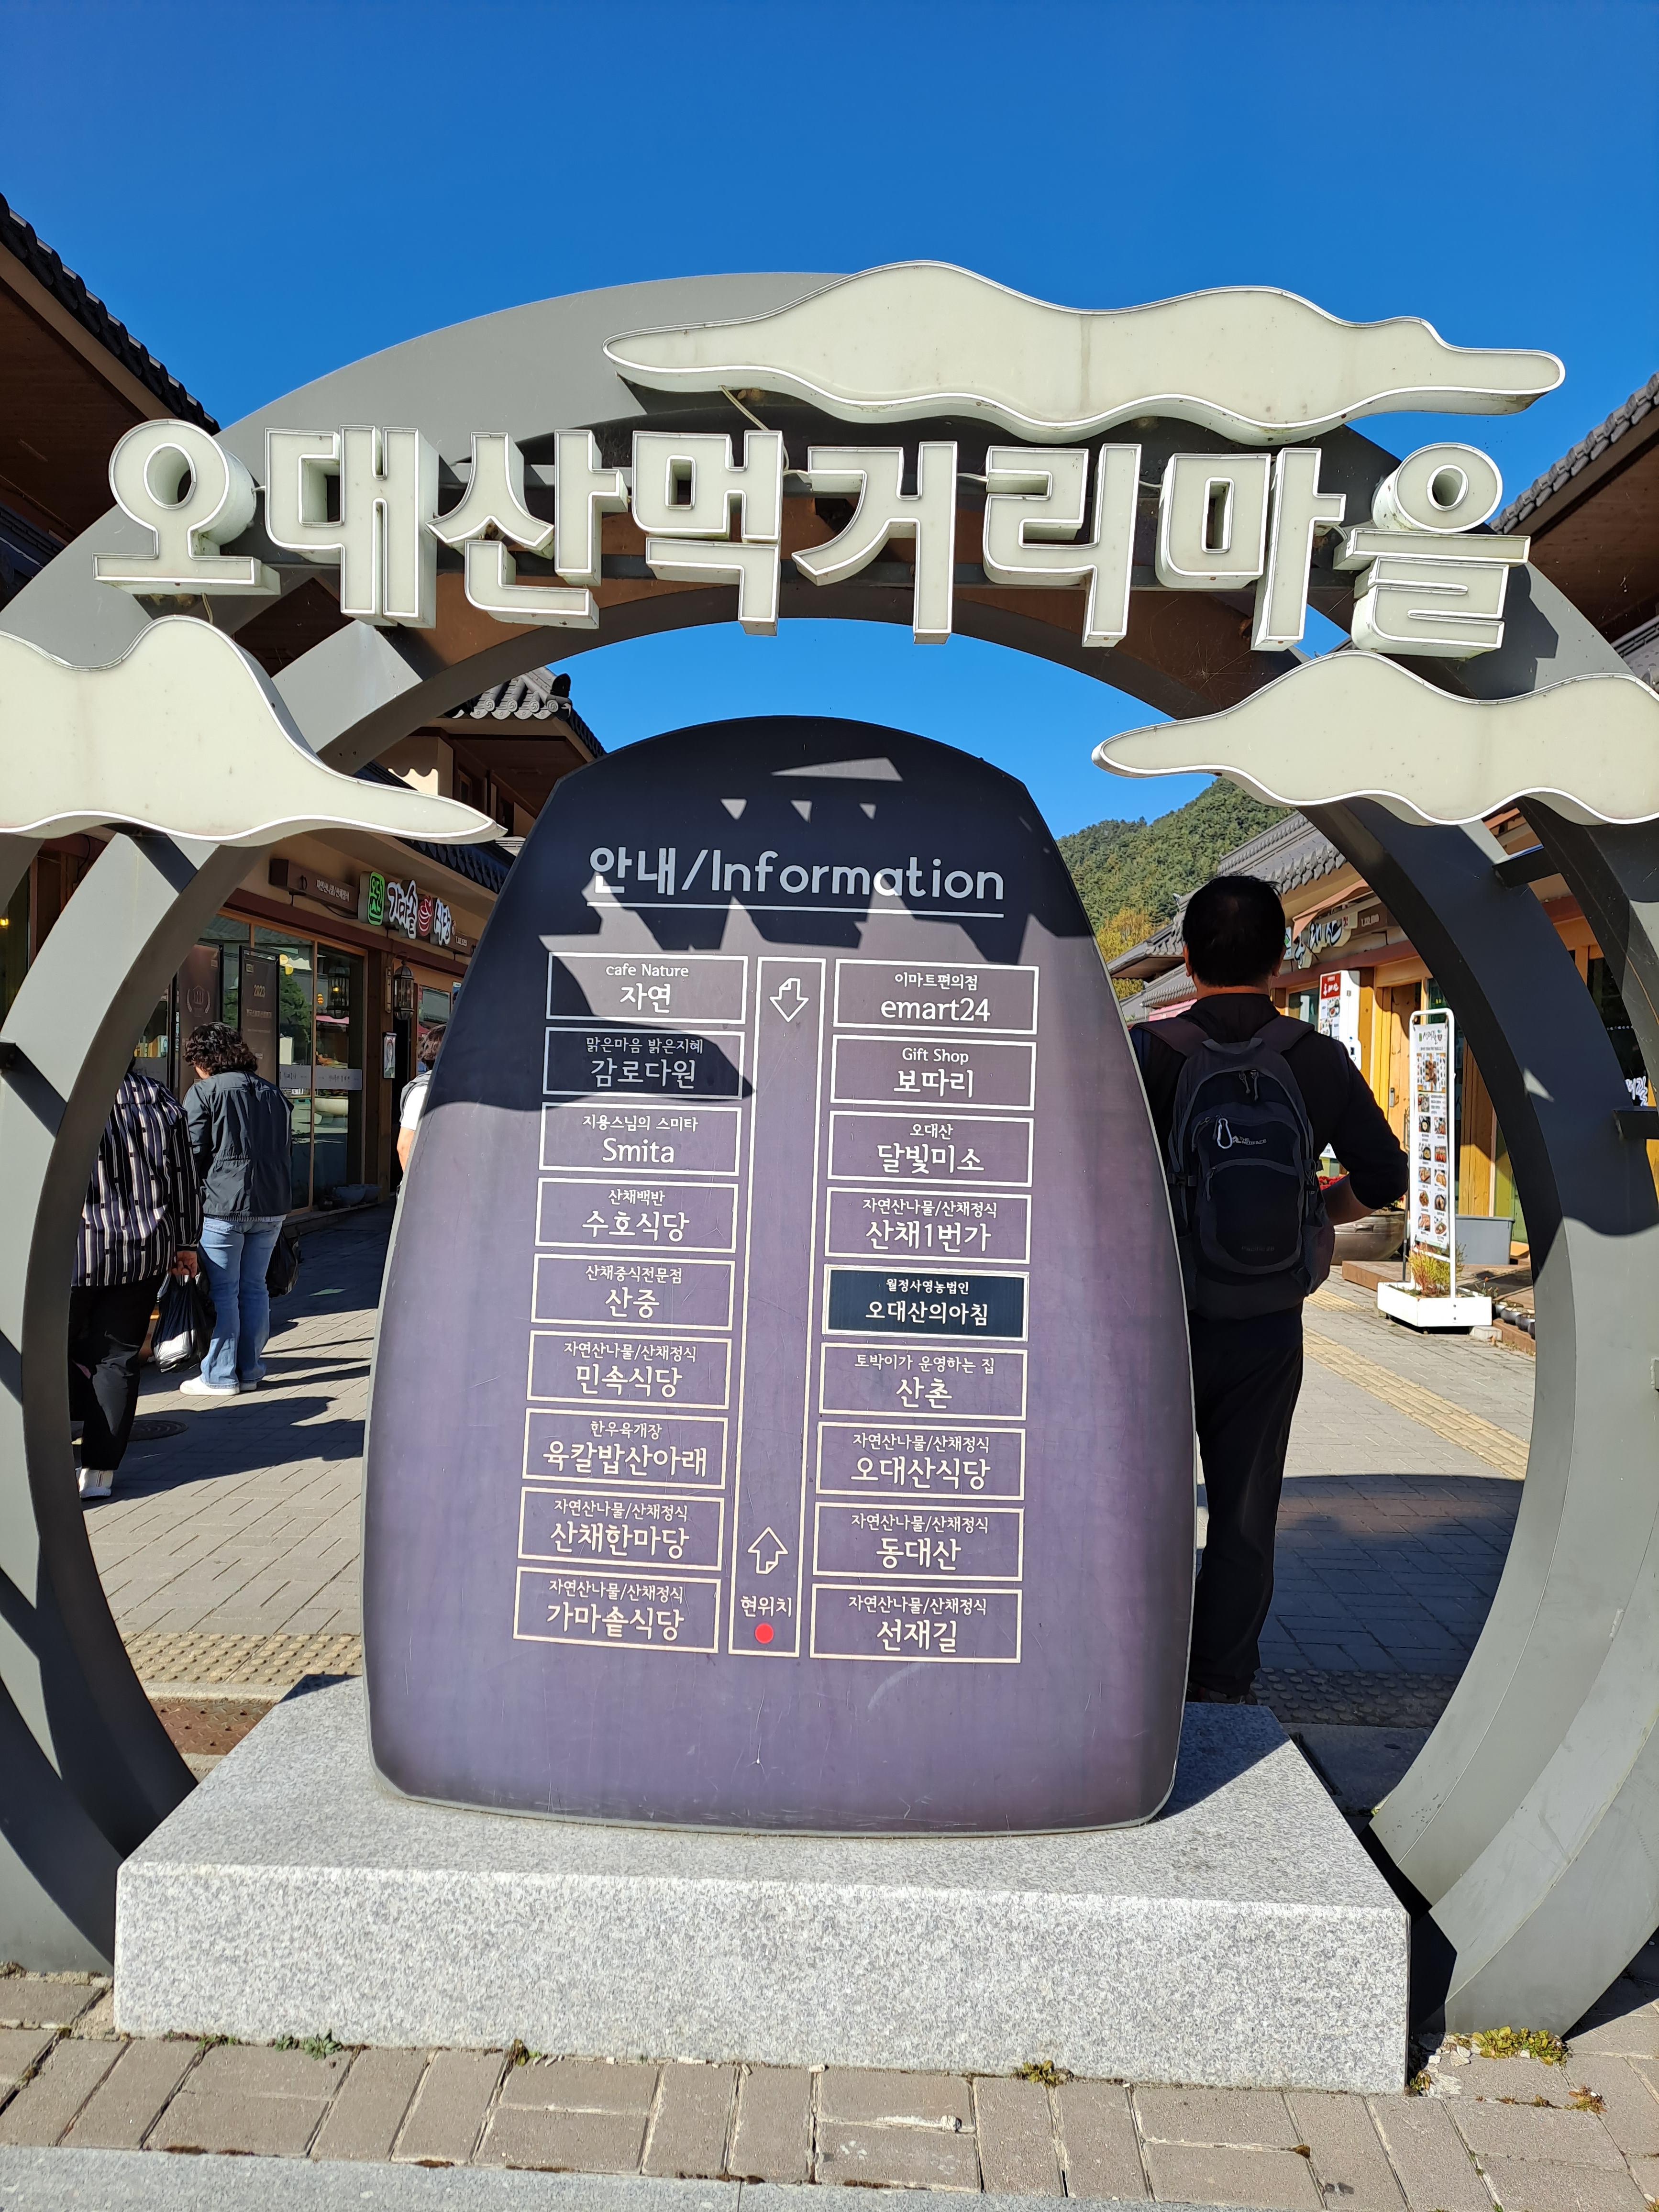 오대산먹거리마을
안내/Information
cafe Nature
자연
맑은마음 밝은지혜
감로다원
지용스님의 스미타
Smita
산채백반
수호식당
산채중식전문점
산중
자연산나물/산채정식
민속식당
한우육개장
육칼밥산아래
자연산나물/산채정식
산채한마당
자연산나물/산채정식
가마솥식당
현위치
이마트편의점
emart24
Gift Shop
보따리
오대산
달빛미소
자연산나물/산채정식
산채1번가
월정사영농법인
오대산의아침
토박이가 운영하는 집
산촌
자연산나물/산채정식
오대산식당
자연산나물/산채정식
동대산
자연산나물/산채정식
선재길
오대산
가마솥식당
2023